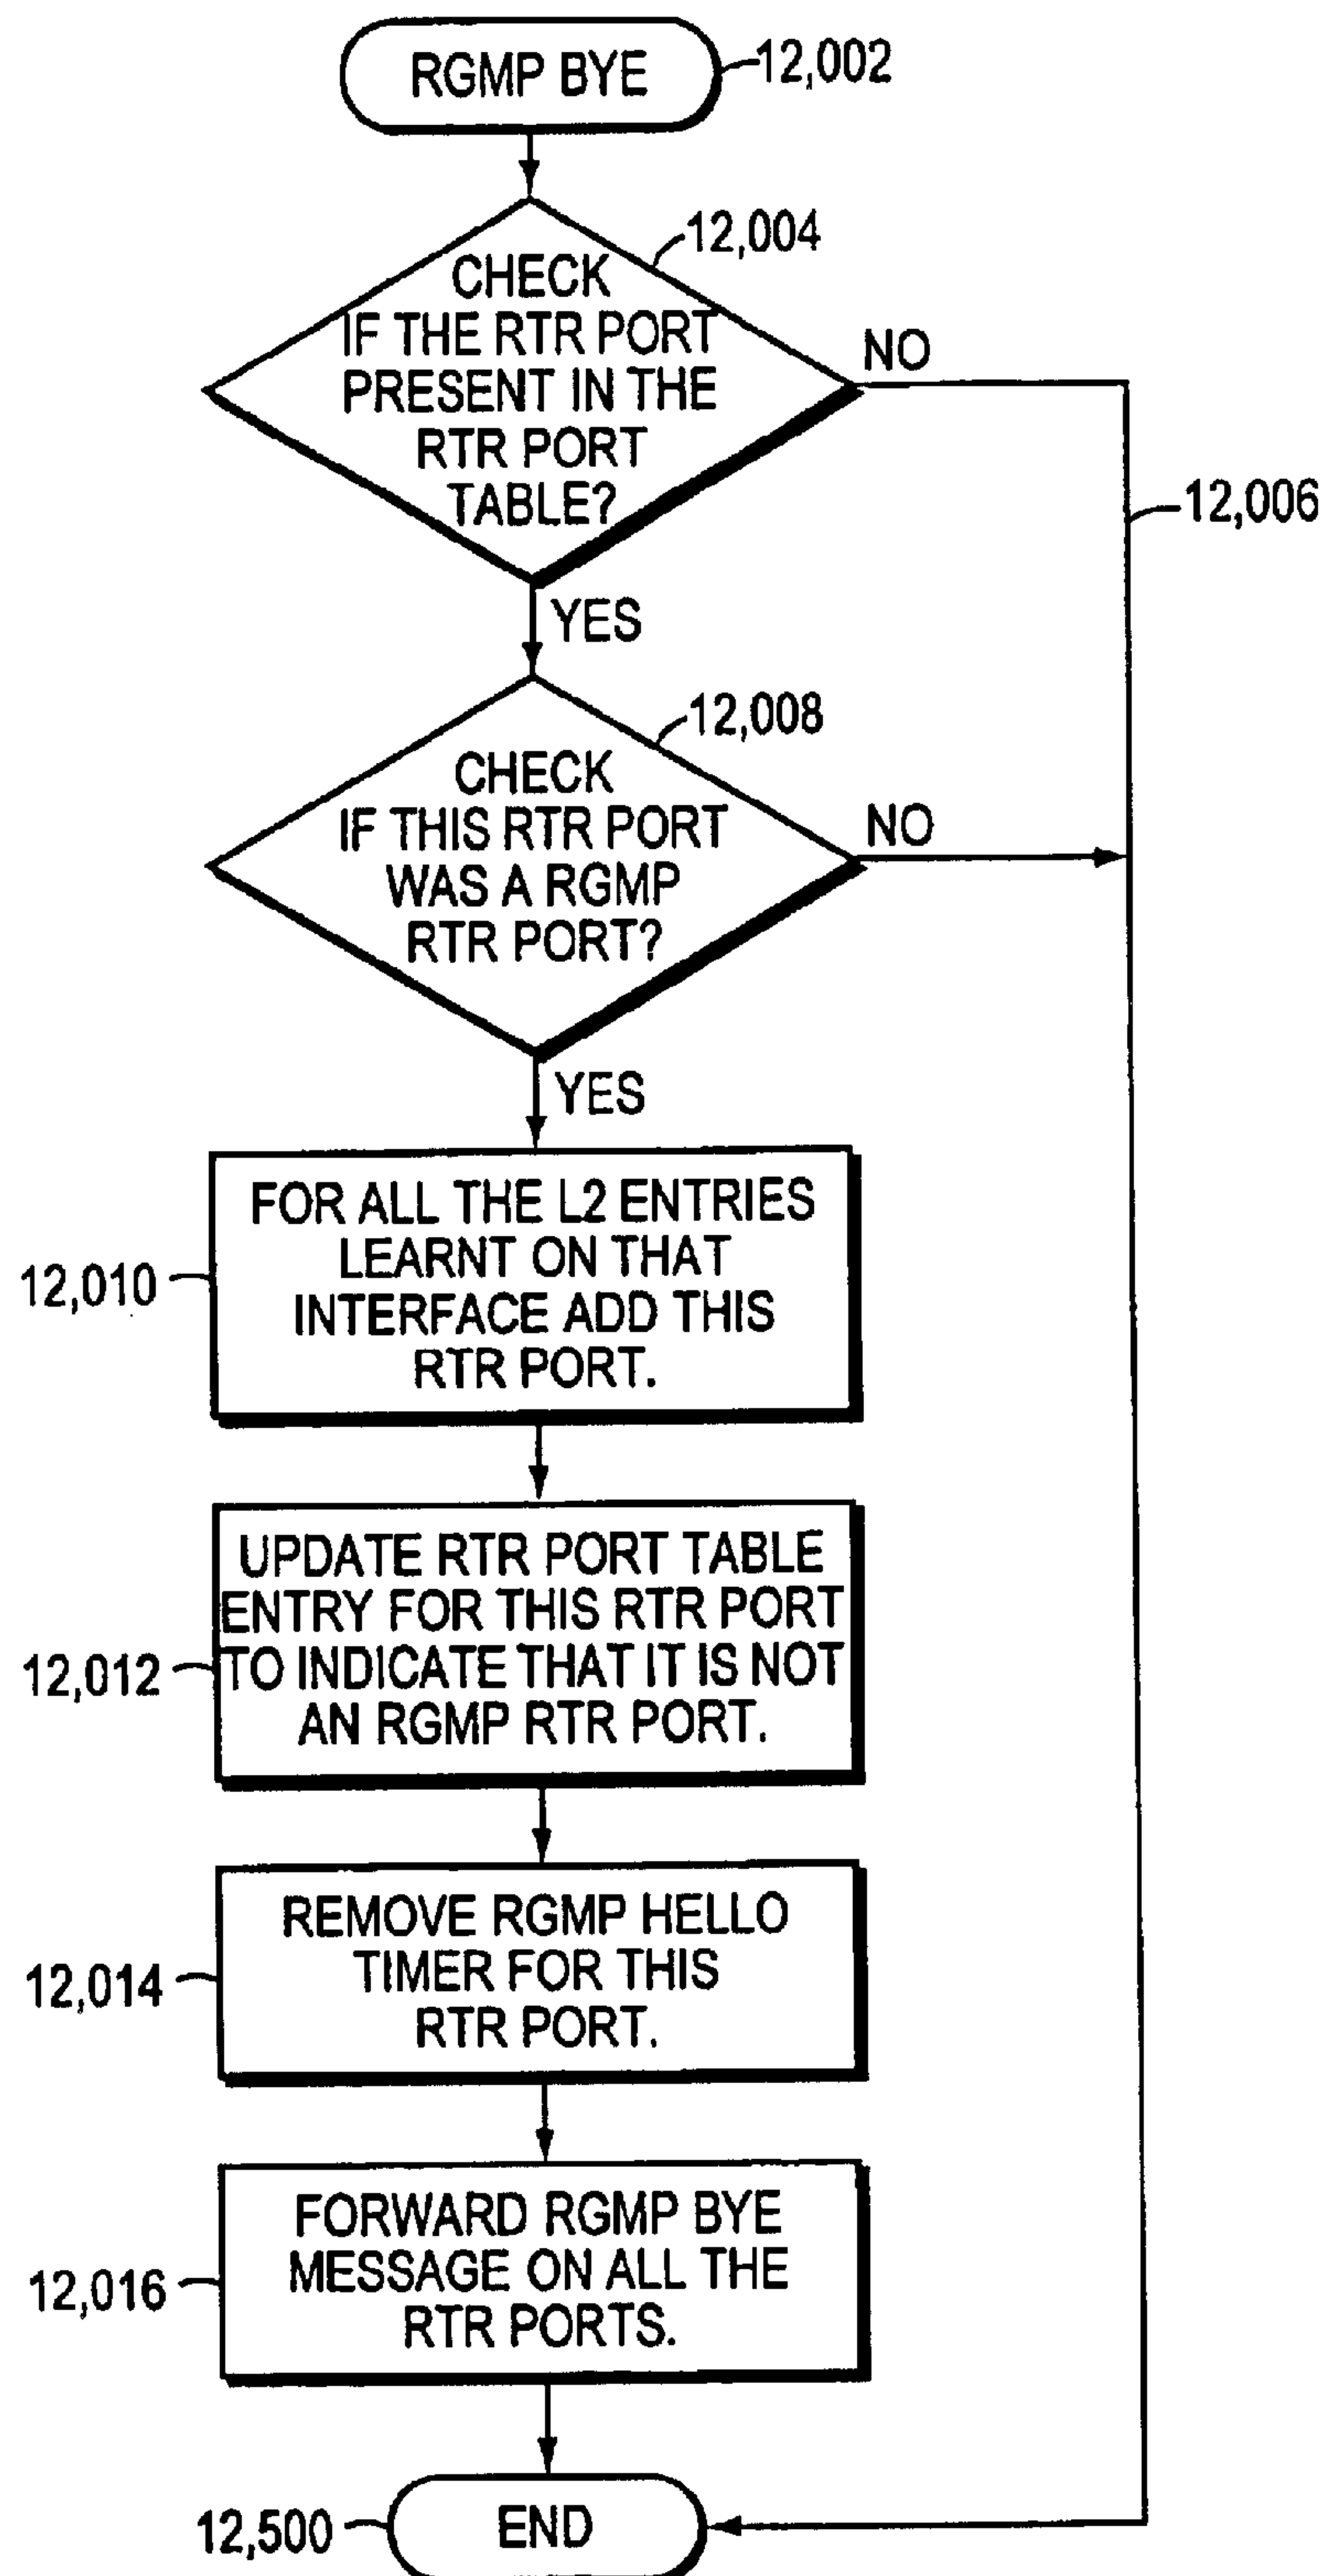 RGMP BYE
12,002
12,004
CHECK
IF THE RTR PORT
PRESENT IN THE
RTR PORT
TABLE?
NO
12,006
YES
12,008
CHECK
IF THIS RTR PORT
WAS A RGMP
RTR PORT?
NO
YES
12,010
FOR ALL THE L2 ENTRIES
LEARNT ON THAT
INTERFACE ADD THIS
RTR PORT.
12,012
UPDATE RTR PORT TABLE
ENTRY FOR THIS RTR PORT
TO INDICATE THAT IT IS NOT
AN RGMP RTR PORT.
12,014
REMOVE RGMP HELLO
TIMER FOR THIS
RTR PORT.
12,016
FORWARD RGMP BYE
MESSAGE ON ALL THE
RTR PORTS.
12,500
END